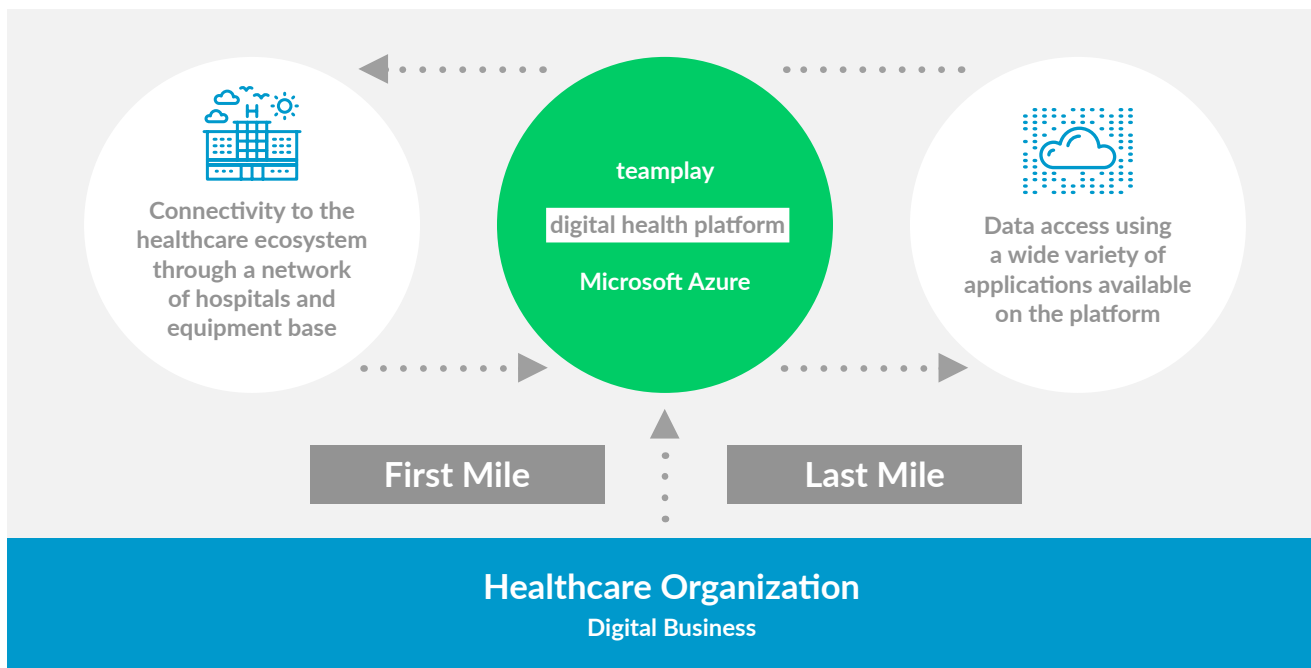 Connectivity to the
healthcare ecosystem
through a network
of hospitals and
equipment base
teamplay
digital health platform
Microsoft Azure
Data access using
a wide variety of
applications available
on the platform
First Mile
Last Mile
Healthcare Organization
Digital Business